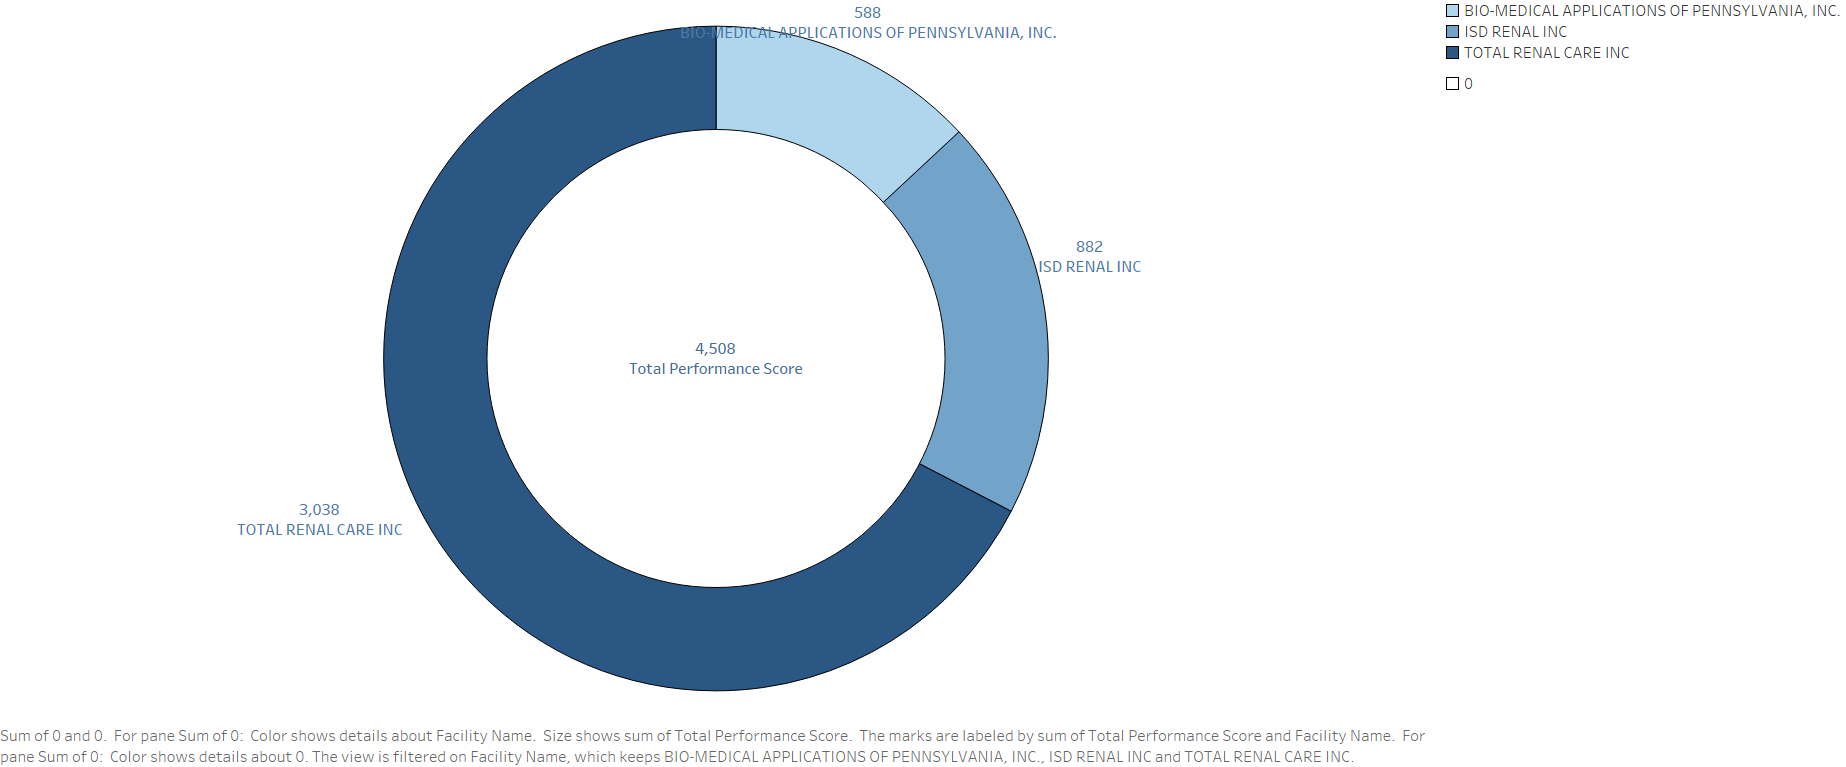 588
BIO-MEDICAL APPLICATIONS OF PENNSYLVANIA, INC.
882
ISD RENAL INC
4,508
Total Performance Score
3,038
TOTAL RENAL CARE INC
BIO-MEDICAL APPLICATIONS OF PENNSYLVANIA, INC.
ISD RENAL INC
TOTAL RENAL CARE INC
0
Sum of 0 and 0.  For pane Sum of 0:  Color shows details about Facility Name.  Size shows sum of Total Performance Score.  The marks are labeled by sum of Total Performance Score and Facility Name.  For
pane Sum of 0:  Color shows details about 0. The view is filtered on Facility Name, which keeps BIO-MEDICAL APPLICATIONS OF PENNSYLVANIA, INC., ISD RENAL INC and TOTAL RENAL CARE INC.